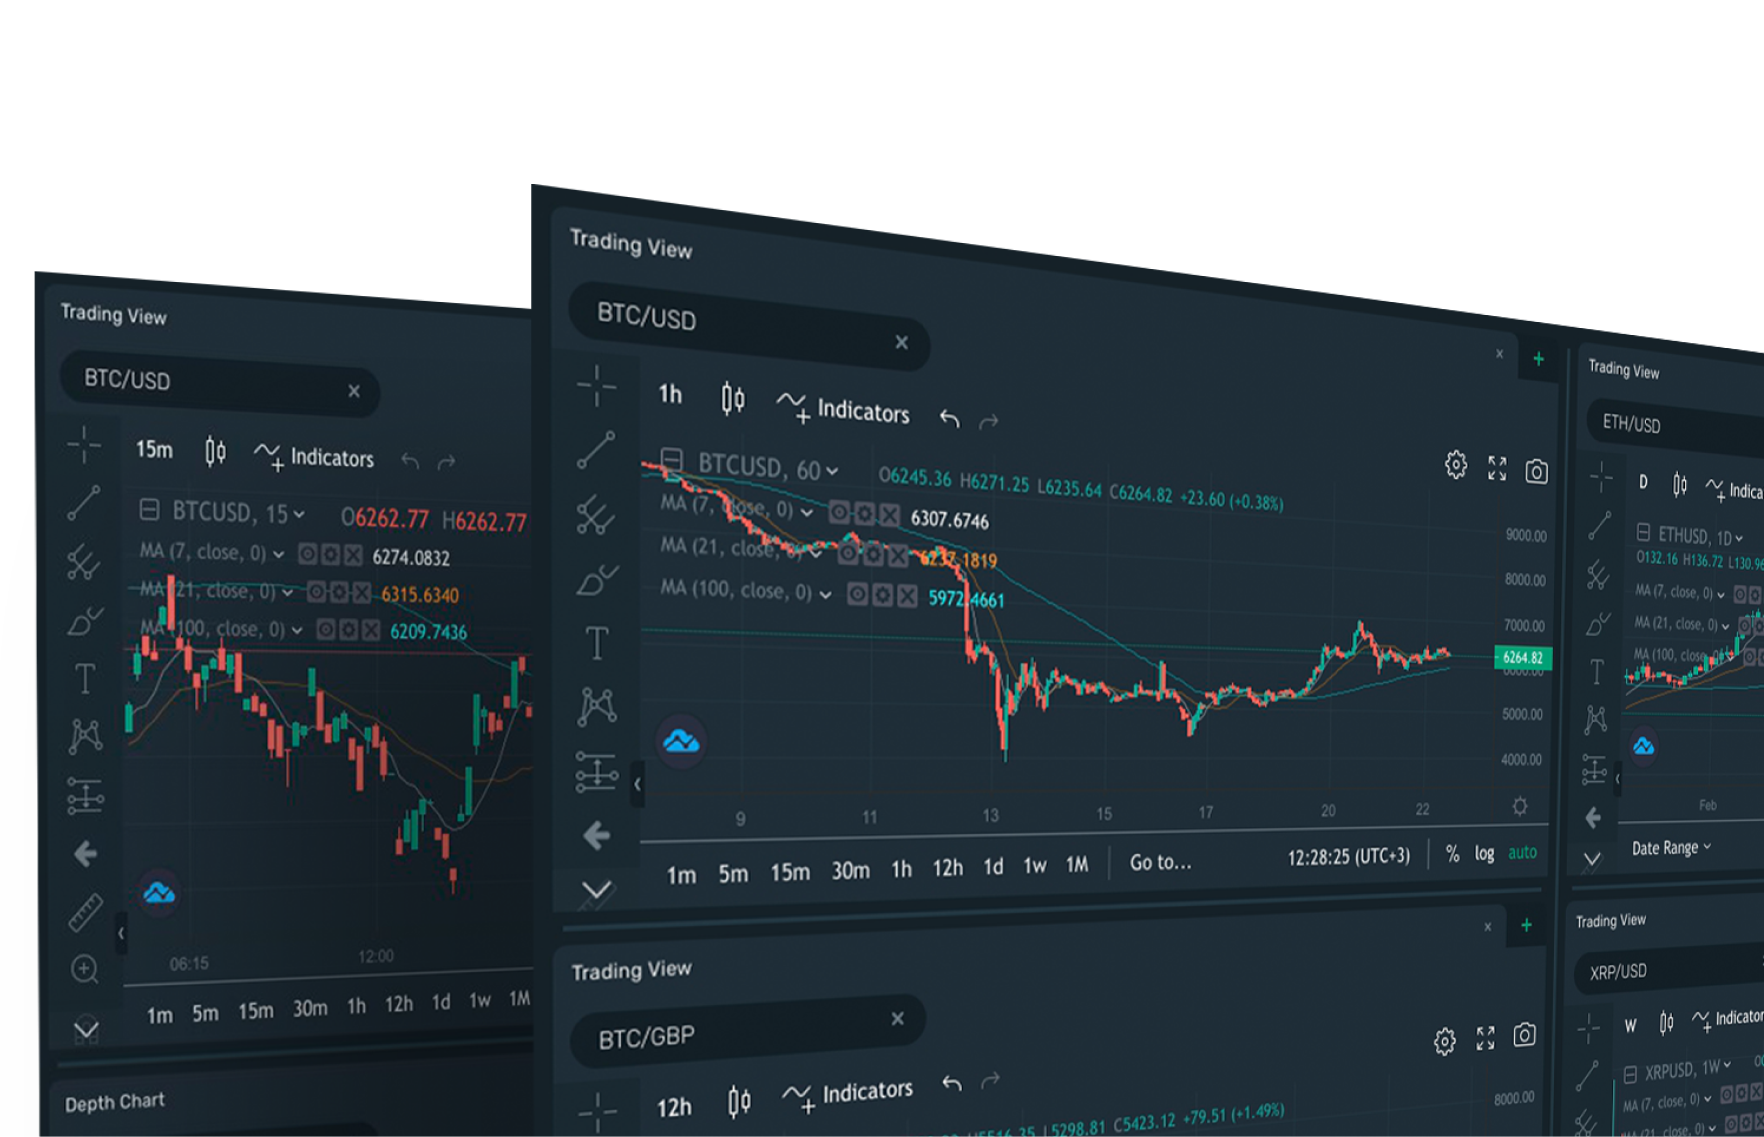 Trading View
BTC/USD ×
15m Indicators
BTCUSD, 15 O6262.77 H6262.77
MA (7, close, 0) 6274.0832
MA (21, close, 0) 6315.6340
MA (100, close, 0) 6209.7436
06:15 12:00
1m 5m 15m 30m 1h 12h 1d 1w 1M
Depth Chart
Trading View
BTC/USD ×
1h Indicators
BTCUSD, 60 O6245.36 H6271.25 L6235.64 C6264.82 +23.60 (+0.38%)
MA (7, close, 0) 6307.6746
MA (21, close, 0) 6237.1819
MA (100, close, 0) 5972.4661
9000.00
8000.00
7000.00
6264.82
6000.00
5000.00
4000.00
9 11 13 15 17 20 22
1m 5m 15m 30m 1h 12h 1d 1w 1M Go to... 12:28:25 (UTC+3) % log auto
Trading View
BTC/GBP ×
12h Indicators
L5298.81 C5423.12 +79.51 (+1.49%)
8000.00
Trading View
ETH/USD
D Indica
ETHUSD, 1D
O132.16 H136.72 L130.96
MA (7, close, 0)
MA (21, close, 0)
MA (100, close, 0)
Feb
Date Range
Trading View
XRP/USD
W Indicator
XRPUSD, 1W
MA (7, close, 0)
MA (21, close, 0)